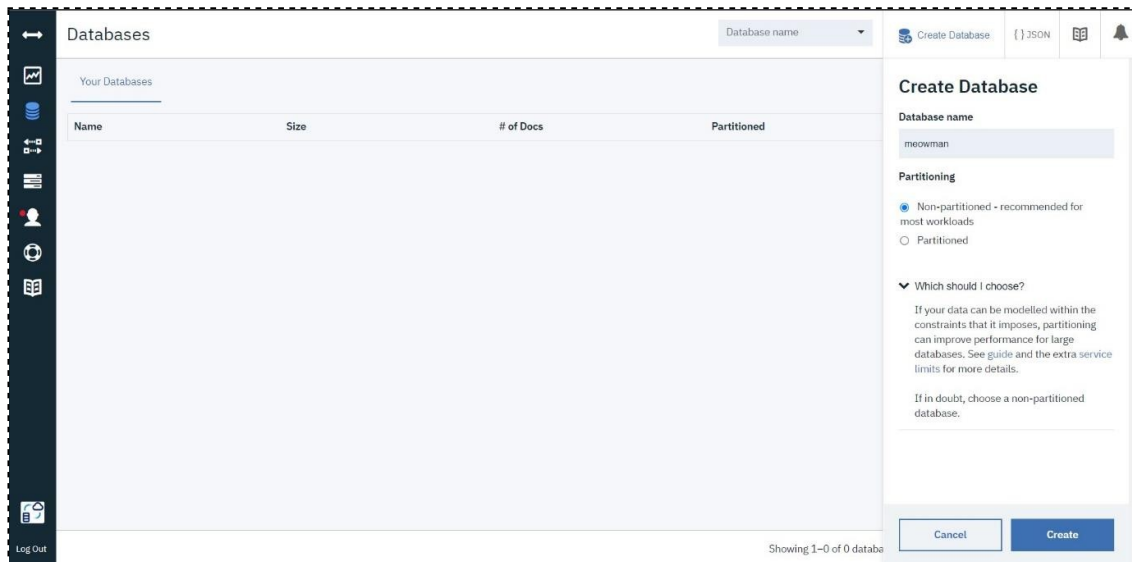 Databases
Database name
Create Database
{ } JSON
Your Databases
Name Size # of Docs Partitioned
Create Database
Database name
meowman
Partitioning
Non-partitioned - recommended for
most workloads
Partitioned
Which should I choose?
If your data can be modelled within the
constraints that it imposes, partitioning
can improve performance for large
databases. See guide and the extra service
limits for more details.
If in doubt, choose a non-partitioned
database.
Cancel
Create
Log Out
Showing 1–0 of 0 databa